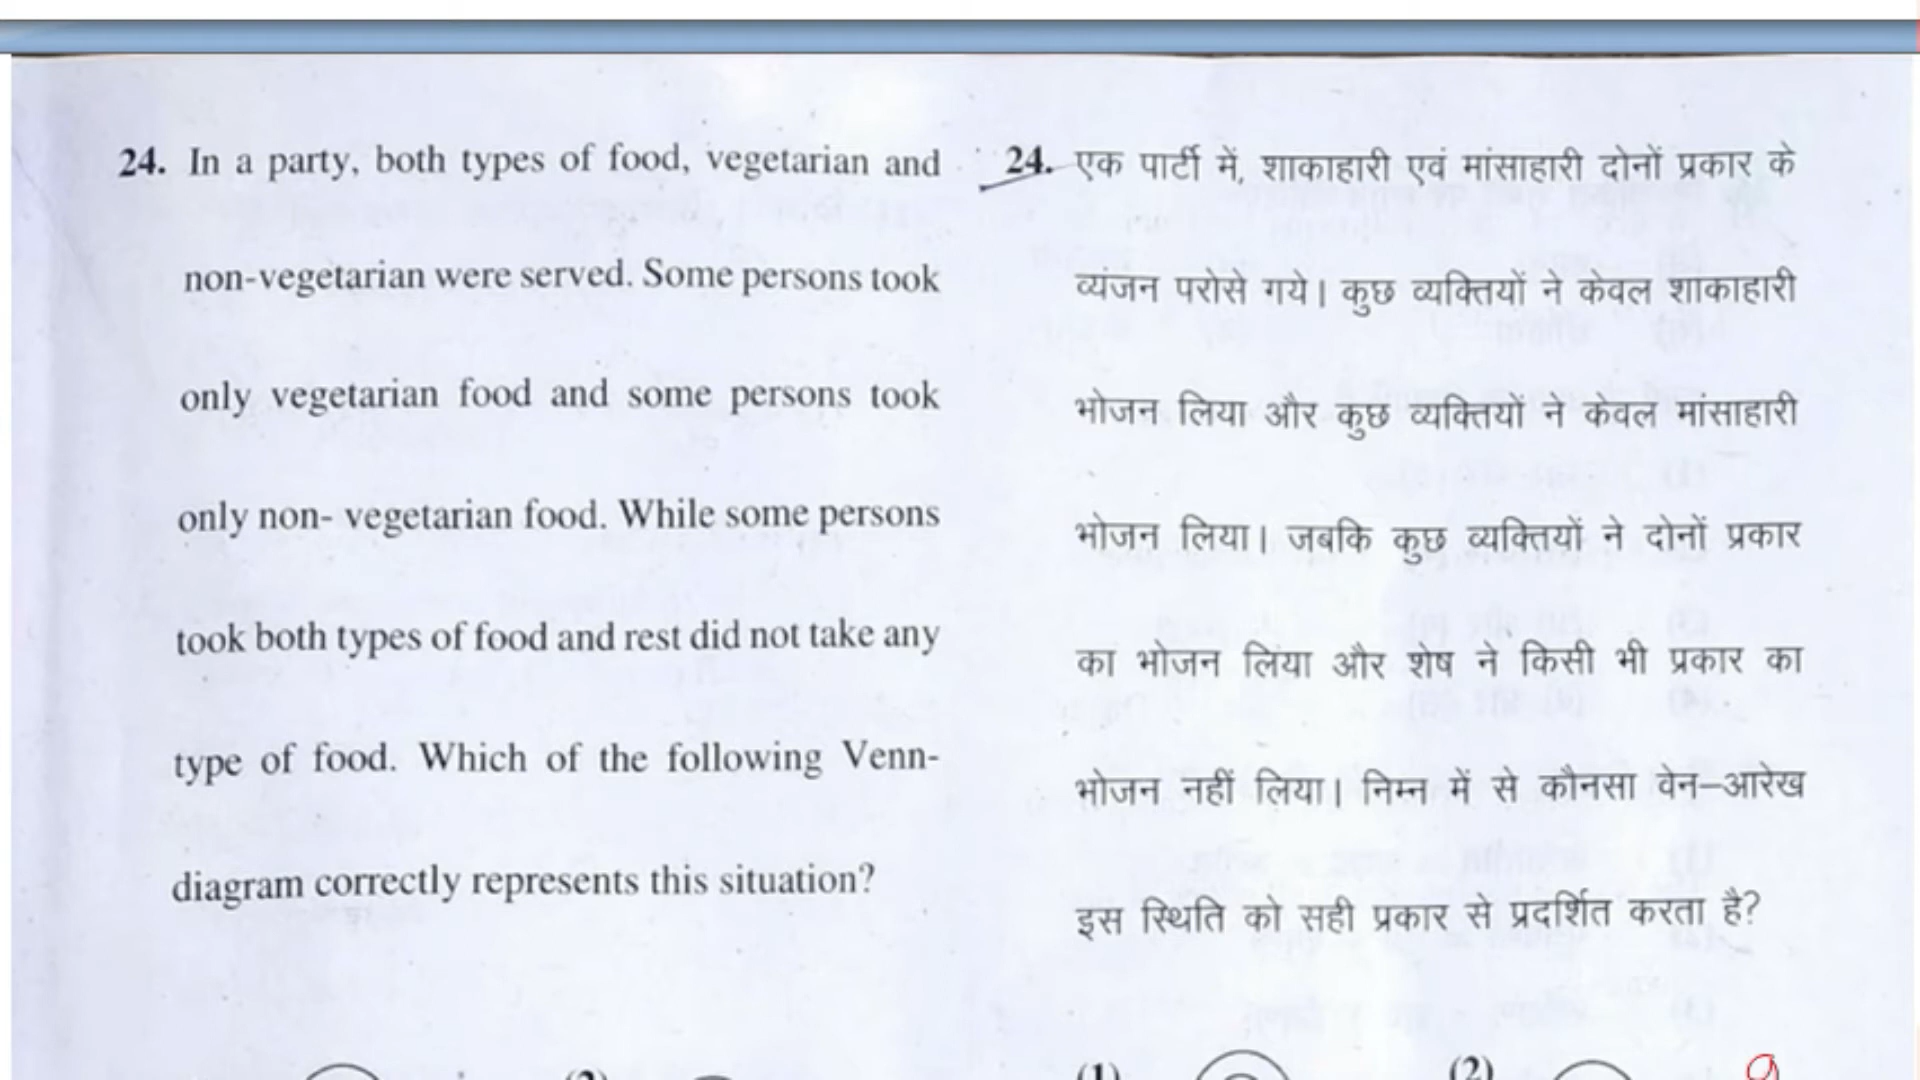 24. In a party, both types of food, vegetarian and
non-vegetarian were served. Some persons took
only vegetarian food and some persons took
only non- vegetarian food. While some persons
took both types of food and rest did not take any
type of food. Which of the following Venn-
diagram correctly represents this situation?
(2)
24. एक पार्टी में, शाकाहारी एवं मांसाहारी दोनों प्रकार के
व्यंजन परोसे गये। कुछ व्यक्तियों ने केवल शाकाहारी
भोजन लिया और कुछ व्यक्तियों ने केवल मांसाहारी
भोजन लिया। जबकि कुछ व्यक्तियों ने दोनों प्रकार
का भोजन लिया और शेष ने किसी भी प्रकार का
भोजन नहीं लिया। निम्न में से कौनसा वेन–आरेख
इस स्थिति को सही प्रकार से प्रदर्शित करता है?
(1) (2)